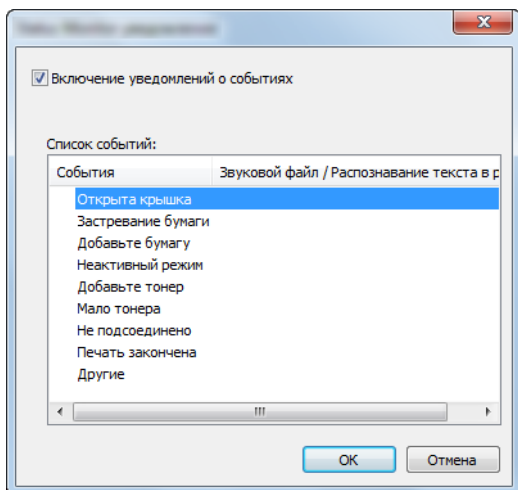 Включение уведомлений о событиях
Список событий:
События Звуковой файл / Распознавание текста в р
Открыта крышка
Застревание бумаги
Добавьте бумагу
Неактивный режим
Добавьте тонер
Мало тонера
Не подсоединено
Печать закончена
Другие
OK Отмена